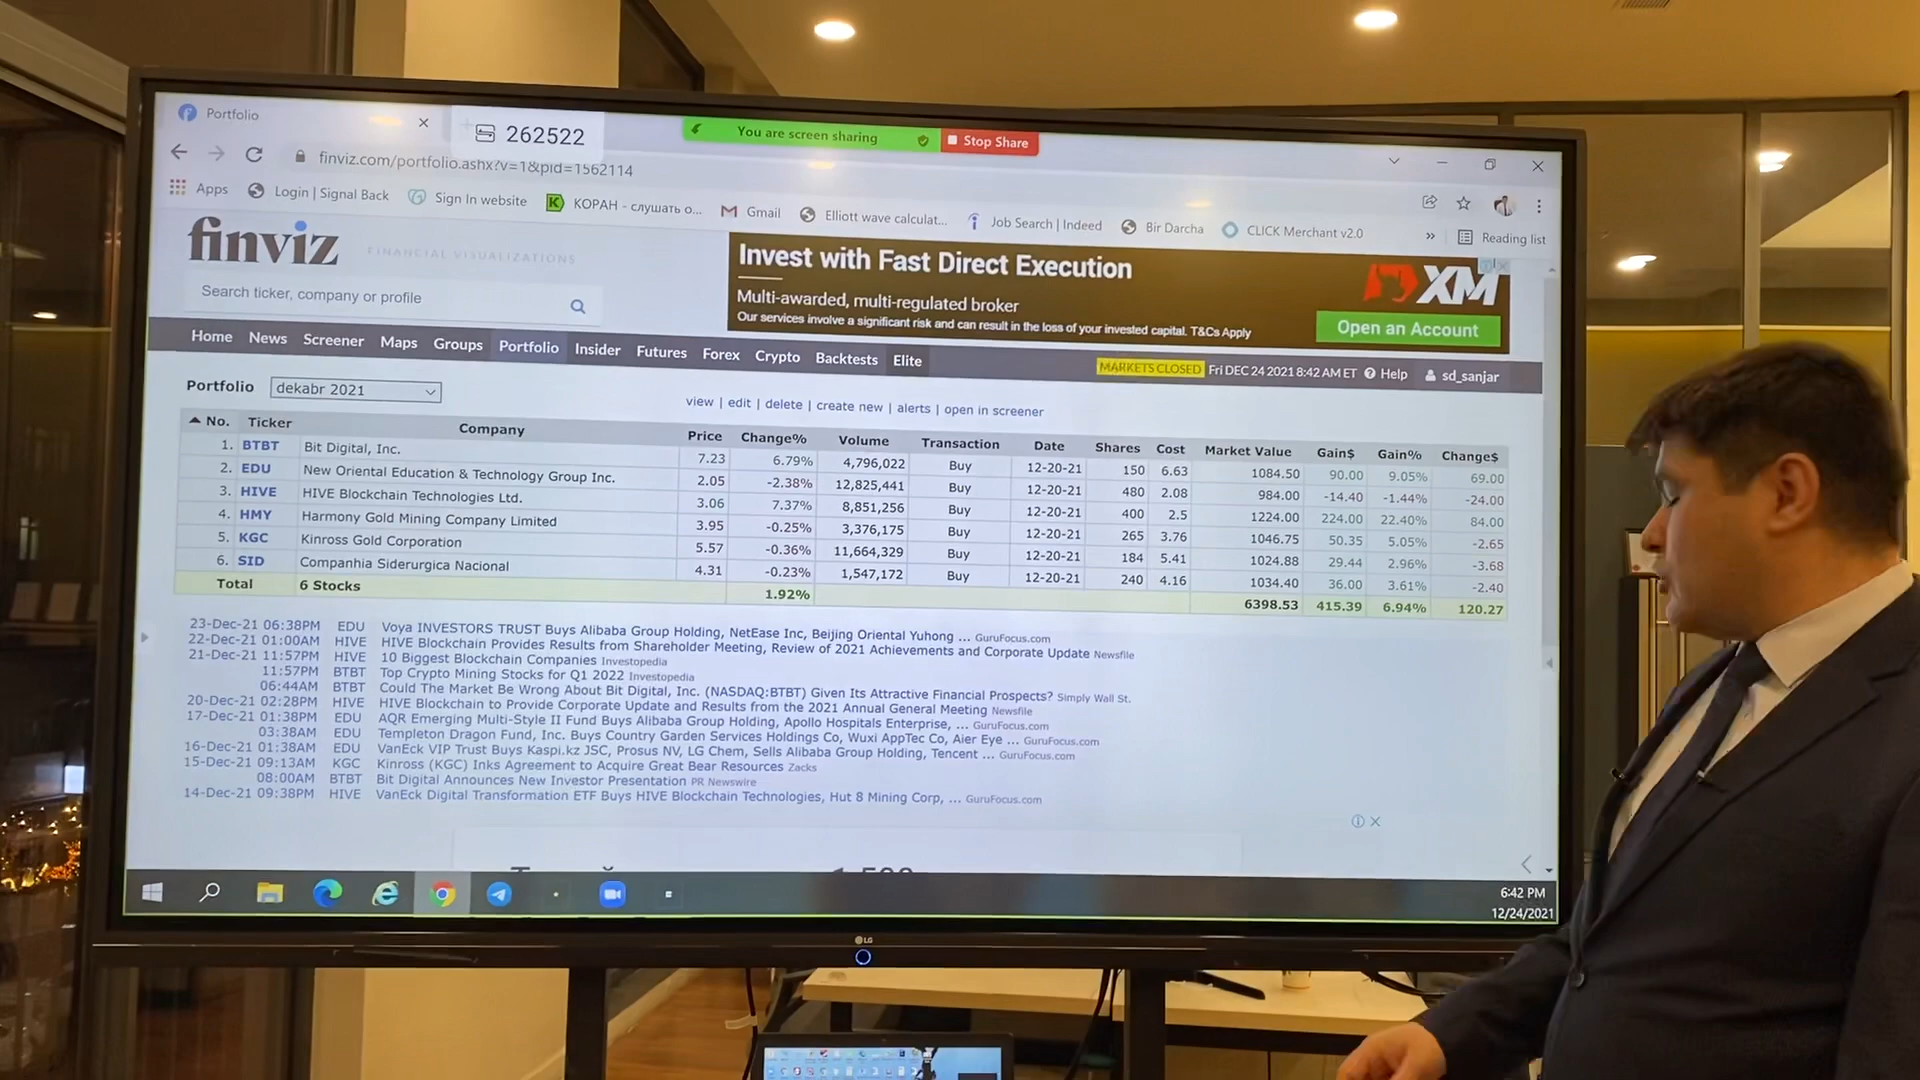 Portfolio
262522
You are screen sharing
Stop Share
finviz.com/portfolio.ashx?v=1&pid=1562114
Apps Login | Signal Back Sign In website КОРАН - слушать о... Gmail Elliott wave calculat... Job Search | Indeed Bir Darcha CLICK Merchant v2.0 » Reading list
finviz FINANCIAL VISUALIZATIONS
Search ticker, company or profile
Invest with Fast Direct Execution
Multi-awarded, multi-regulated broker
Our services involve a significant risk and can result in the loss of your invested capital. T&Cs Apply
XM
Open an Account
Home News Screener Maps Groups Portfolio Insider Futures Forex Crypto Backtests Elite
MARKETS CLOSED Fri DEC 24 2021 8:42 AM ET Help sd_sanjar
Portfolio dekabr 2021
view | edit | delete | create new | alerts | open in screener
No. Ticker Company Price Change% Volume Transaction Date Shares Cost Market Value Gain$ Gain% Change$
1. BTBT Bit Digital, Inc. 7.23 6.79% 4,796,022 Buy 12-20-21 150 6.63 1084.50 90.00 9.05% 69.00
2. EDU New Oriental Education & Technology Group Inc. 2.05 -2.38% 12,825,441 Buy 12-20-21 480 2.08 984.00 -14.40 -1.44% -24.00
3. HIVE HIVE Blockchain Technologies Ltd. 3.06 7.37% 8,851,256 Buy 12-20-21 400 2.5 1224.00 224.00 22.40% 84.00
4. HMY Harmony Gold Mining Company Limited 3.95 -0.25% 3,376,175 Buy 12-20-21 265 3.76 1046.75 50.35 5.05% -2.65
5. KGC Kinross Gold Corporation 5.57 -0.36% 11,664,329 Buy 12-20-21 184 5.41 1024.88 29.44 2.96% -3.68
6. SID Companhia Siderurgica Nacional 4.31 -0.23% 1,547,172 Buy 12-20-21 240 4.16 1034.40 36.00 3.61% -2.40
Total 6 Stocks 1.92% 6398.53 415.39 6.94% 120.27
23-Dec-21 06:38PM EDU Voya INVESTORS TRUST Buys Alibaba Group Holding, NetEase Inc, Beijing Oriental Yuhong ... GuruFocus.com
22-Dec-21 01:00AM HIVE HIVE Blockchain Provides Results from Shareholder Meeting, Review of 2021 Achievements and Corporate Update Newsfile
21-Dec-21 11:57PM HIVE 10 Biggest Blockchain Companies Investopedia
11:57PM BTBT Top Crypto Mining Stocks for Q1 2022 Investopedia
06:44AM BTBT Could The Market Be Wrong About Bit Digital, Inc. (NASDAQ:BTBT) Given Its Attractive Financial Prospects? Simply Wall St.
20-Dec-21 02:28PM HIVE HIVE Blockchain to Provide Corporate Update and Results from the 2021 Annual General Meeting Newsfile
17-Dec-21 01:38PM EDU AQR Emerging Multi-Style II Fund Buys Alibaba Group Holding, Apollo Hospitals Enterprise, ... GuruFocus.com
03:38AM EDU Templeton Dragon Fund, Inc. Buys Country Garden Services Holdings Co, Wuxi AppTec Co, Aier Eye ... GuruFocus.com
16-Dec-21 01:38AM EDU VanEck VIP Trust Buys Kaspi.kz JSC, Prosus NV, LG Chem, Sells Alibaba Group Holding, Tencent ... GuruFocus.com
15-Dec-21 09:13AM KGC Kinross (KGC) Inks Agreement to Acquire Great Bear Resources Zacks
08:00AM BTBT Bit Digital Announces New Investor Presentation PR Newswire
14-Dec-21 09:38PM HIVE VanEck Digital Transformation ETF Buys HIVE Blockchain Technologies, Hut 8 Mining Corp, ... GuruFocus.com
6:42 PM
12/24/2021
LG